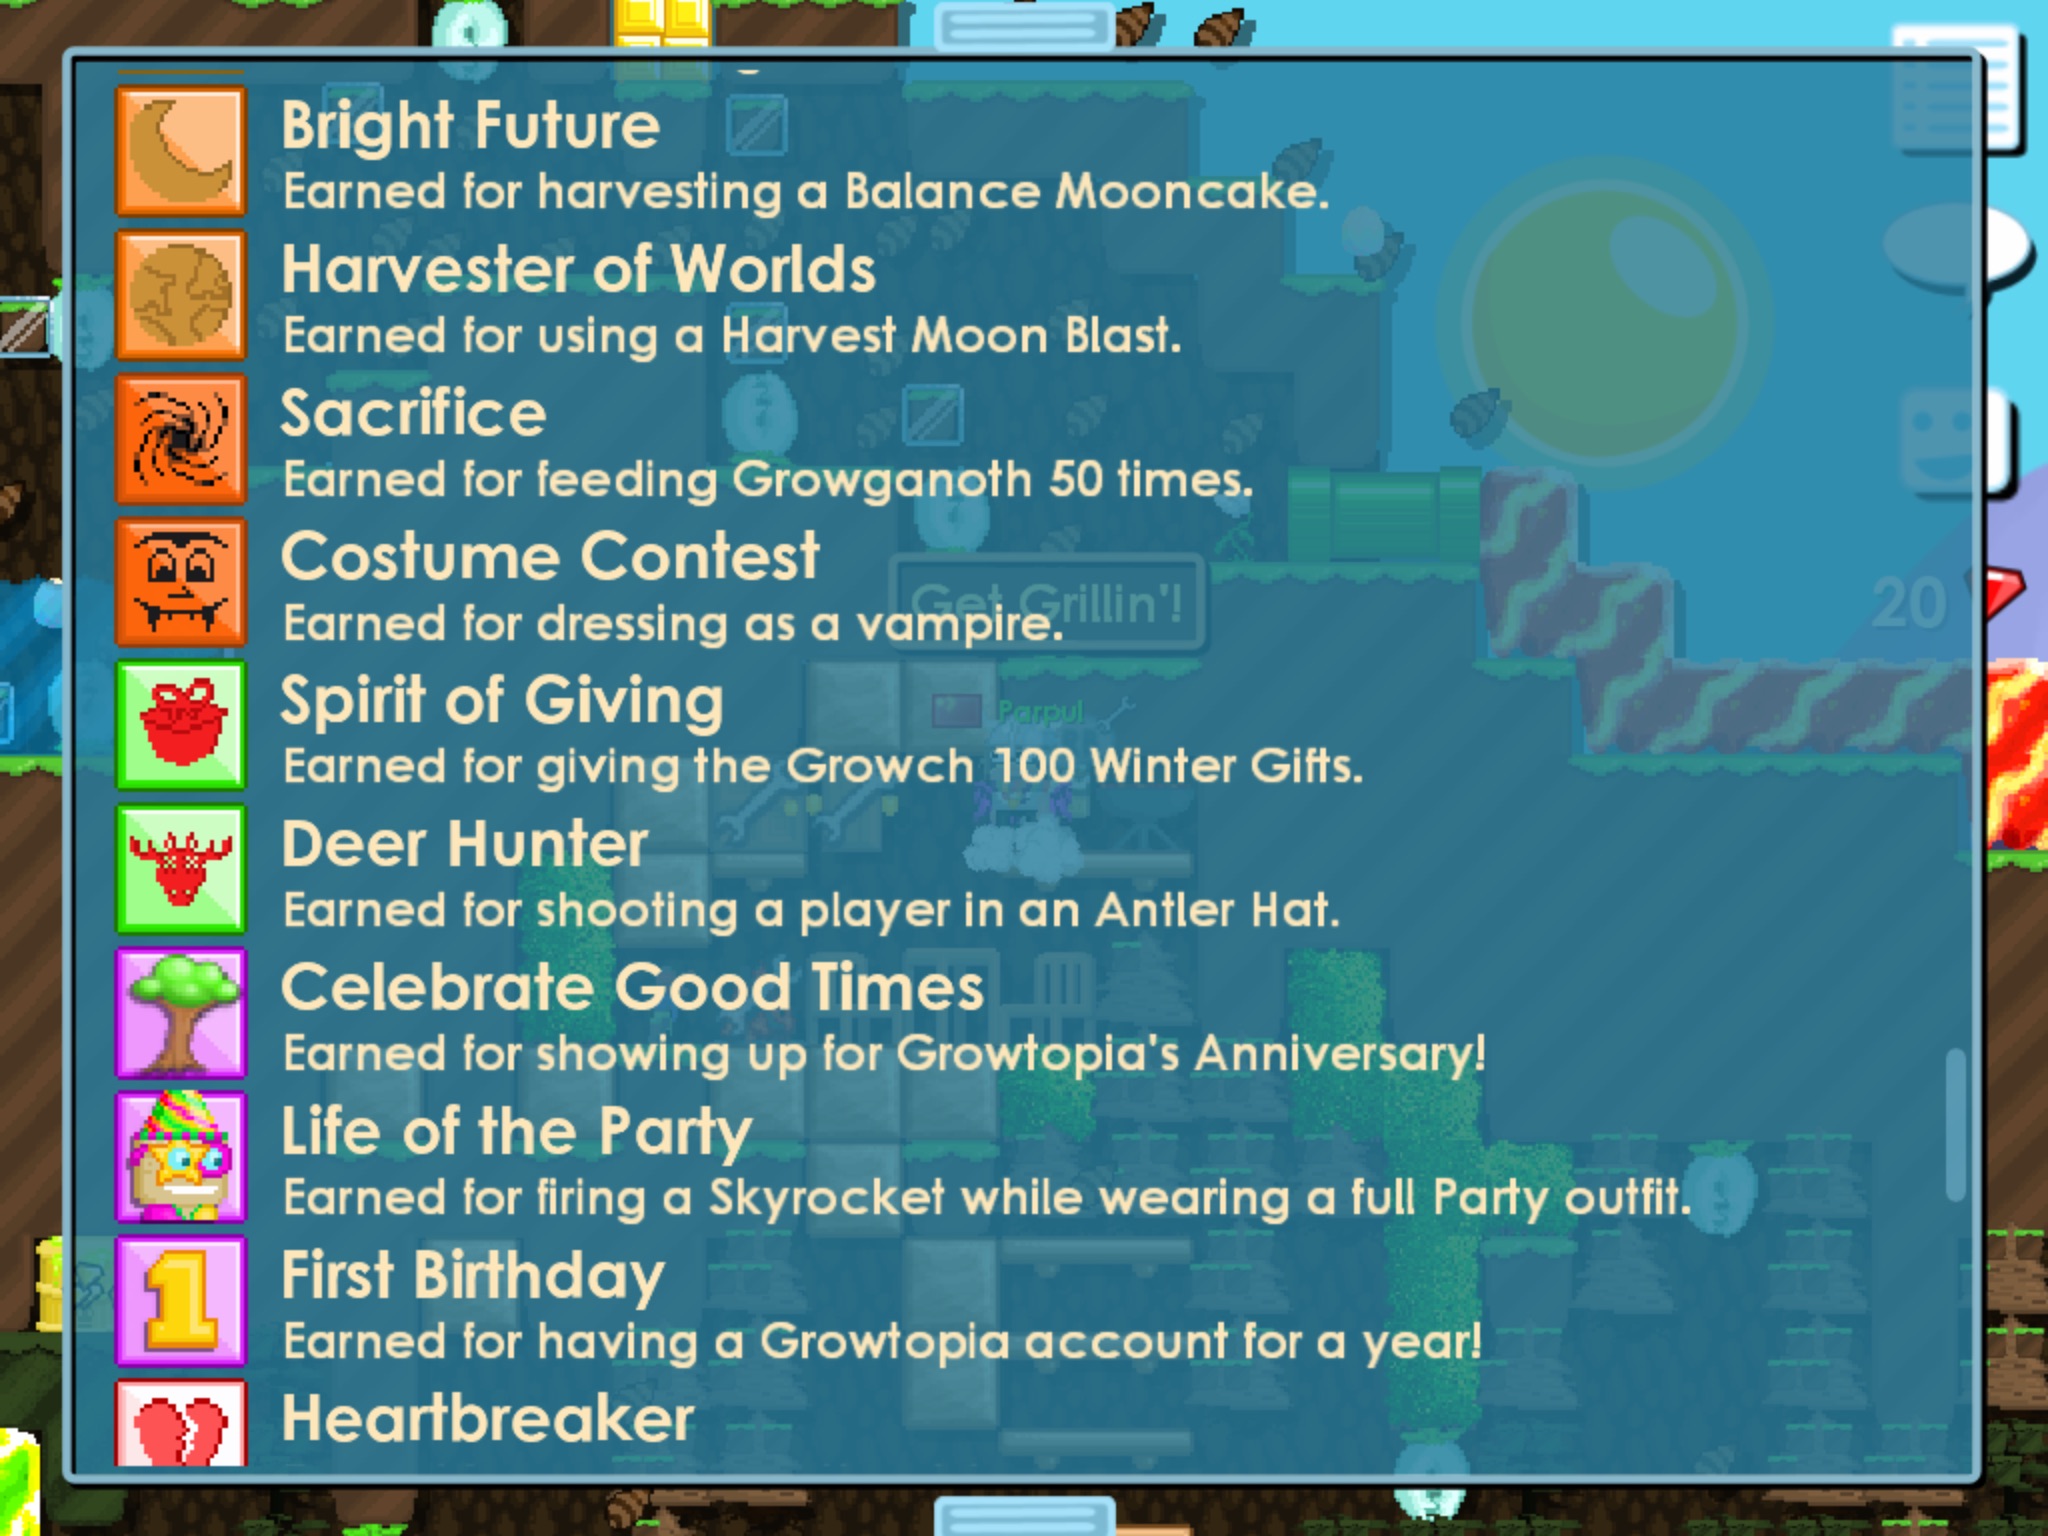 Bright Future
Earned for harvesting a Balance Mooncake.
Harvester of Worlds
Earned for using a Harvest Moon Blast.
Sacrifice
Earned for feeding Growganoth 50 times.
Costume Contest
Get Grillin'!
Earned for dressing as a vampire.
20
Spirit of Giving
Parpul
Earned for giving the Growch 100 Winter Gifts.
Deer Hunter
Earned for shooting a player in an Antler Hat.
Celebrate Good Times
Earned for showing up for Growtopia's Anniversary!
Life of the Party
Earned for firing a Skyrocket while wearing a full Party outfit.
1
First Birthday
Earned for having a Growtopia account for a year!
Heartbreaker